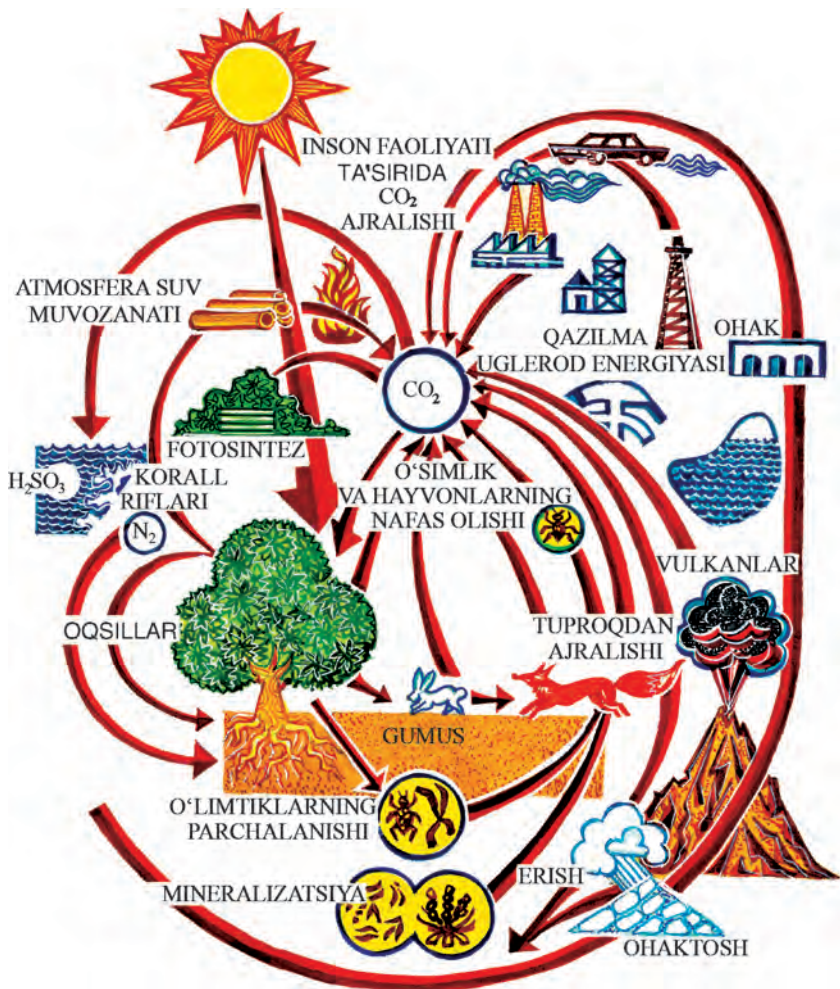 INSON FAOLIYATI
TA'SIRIDA
CO₂
AJRALISHI
ATMOSFERA SUV
MUVOZANATI
QAZILMA
UGLEROD ENERGIYASI
OHAK
CO₂
FOTOSINTEZ
H₂SO₃
KORALL
RIFLARI
N₂
O‘SIMLIK
VA HAYVONLARNING
NAFAS OLISHI
VULKANLAR
OQSILLAR
TUPROQDAN
AJRALISHI
GUMUS
O‘LIMTIKLARNING
PARCHALANISHI
MINERALIZATSIYA
ERISH
OHAKTOSH